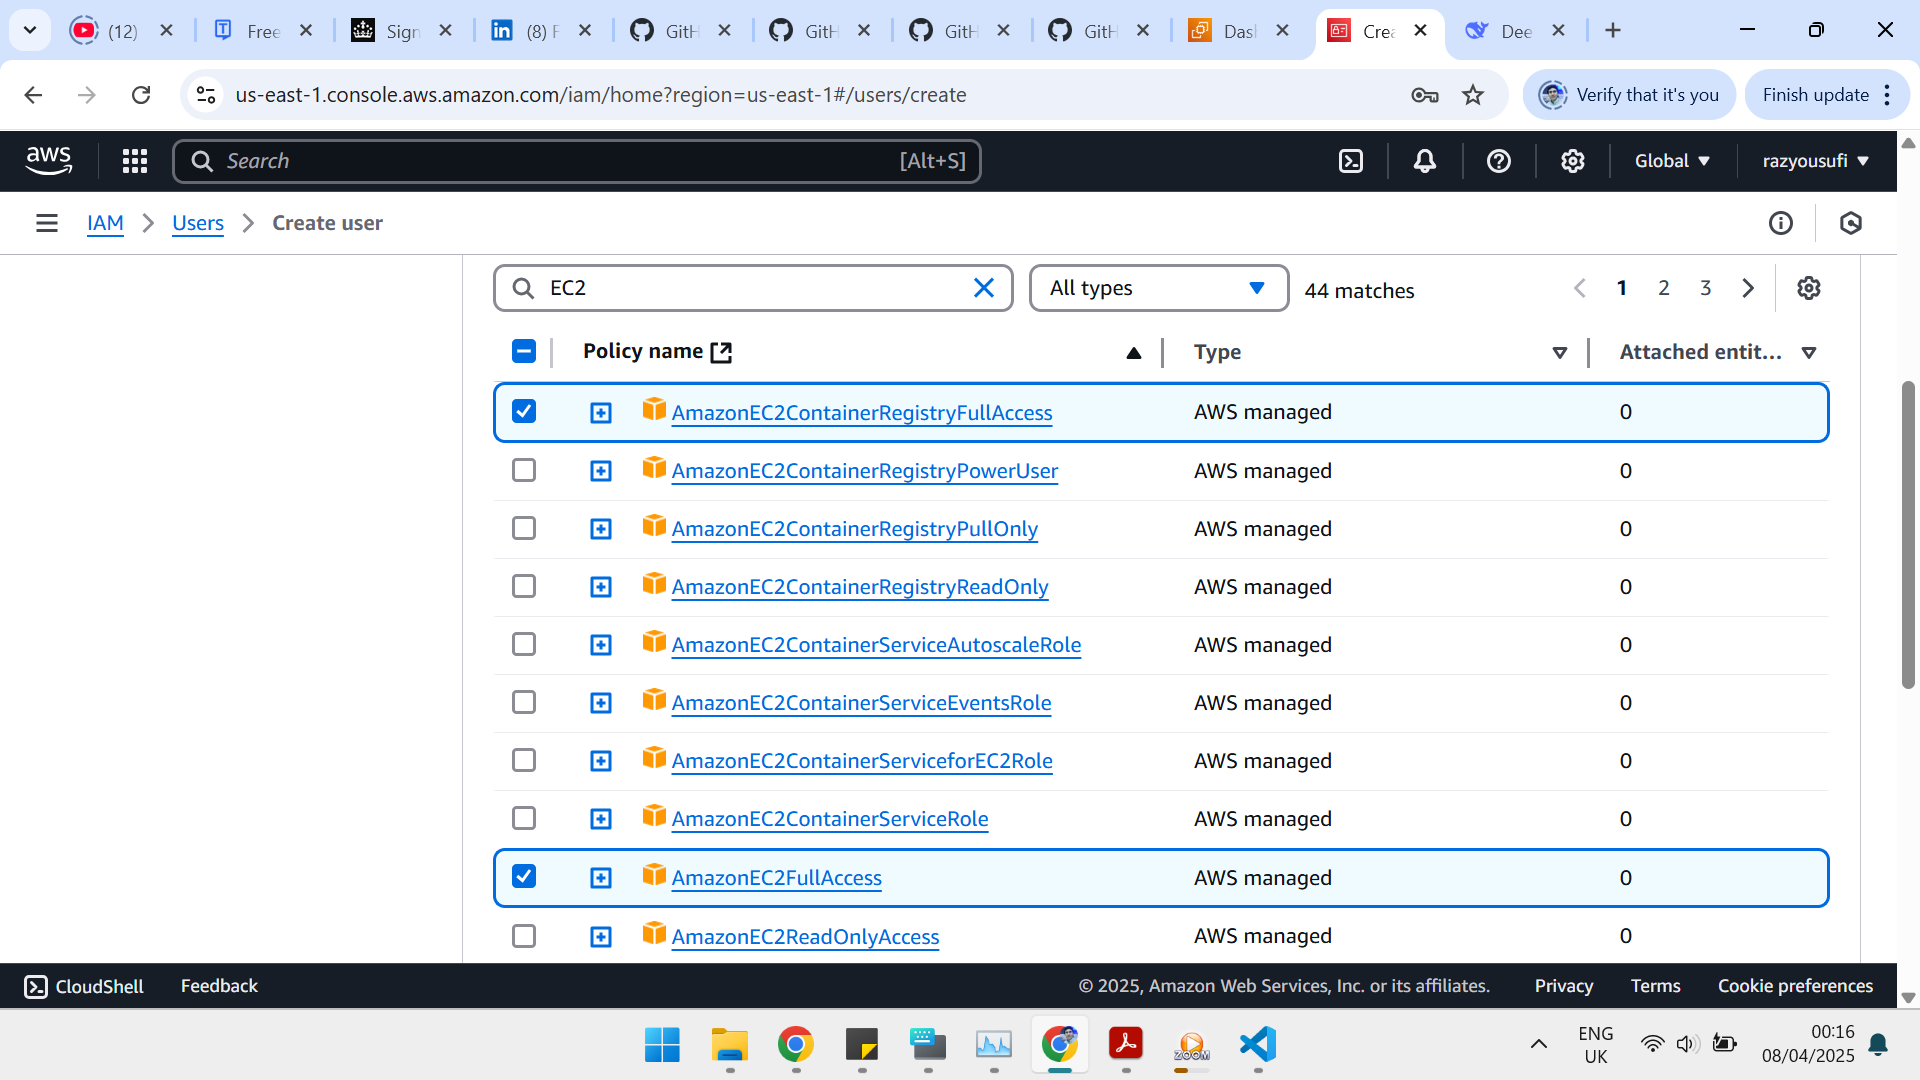 (12)
Free
Sign
(8) F
GitH
GitH
GitH
GitH
Dasl
Crea
Dee
us-east-1.console.aws.amazon.com/iam/home?region=us-east-1#/users/create
Verify that it's you
Finish update
aws
Search
[Alt+S]
Global
razyousufi
IAM
Users
Create user
EC2
All types
44 matches
1
2
3
Policy name
Type
Attached entit...
AmazonEC2ContainerRegistryFullAccess AWS managed 0
AmazonEC2ContainerRegistryPowerUser AWS managed 0
AmazonEC2ContainerRegistryPullOnly AWS managed 0
AmazonEC2ContainerRegistryReadOnly AWS managed 0
AmazonEC2ContainerServiceAutoscaleRole AWS managed 0
AmazonEC2ContainerServiceEventsRole AWS managed 0
AmazonEC2ContainerServiceforEC2Role AWS managed 0
AmazonEC2ContainerServiceRole AWS managed 0
AmazonEC2FullAccess AWS managed 0
AmazonEC2ReadOnlyAccess AWS managed 0
CloudShell
Feedback
© 2025, Amazon Web Services, Inc. or its affiliates.
Privacy
Terms
Cookie preferences
ZOOM
ENG
UK
00:16
08/04/2025